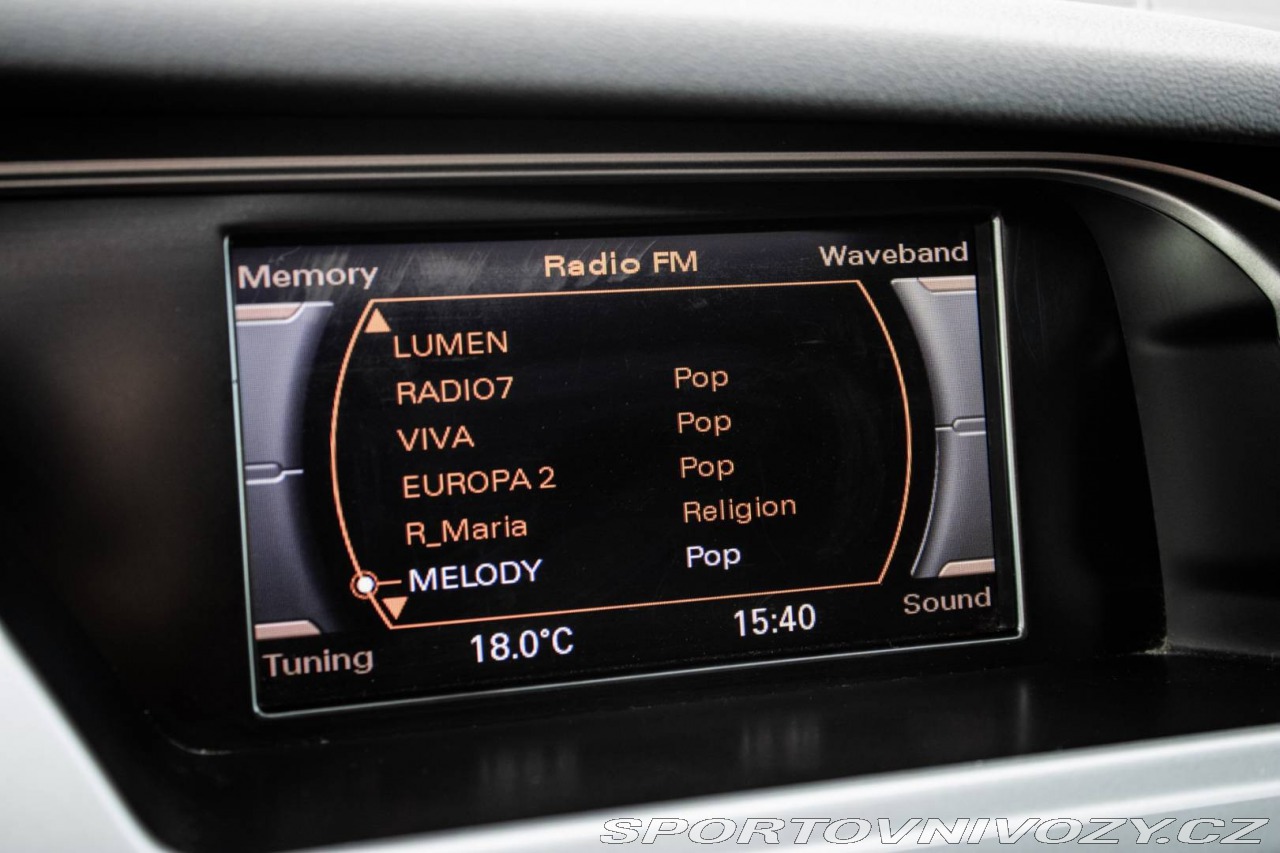 Memory Radio FM Waveband
LUMEN
RADIO7 Pop
VIVA Pop
EUROPA 2 Pop
R_Maria Religion
MELODY Pop
Tuning 18.0°C 15:40 Sound
SPORTOVNIVOZY.CZ